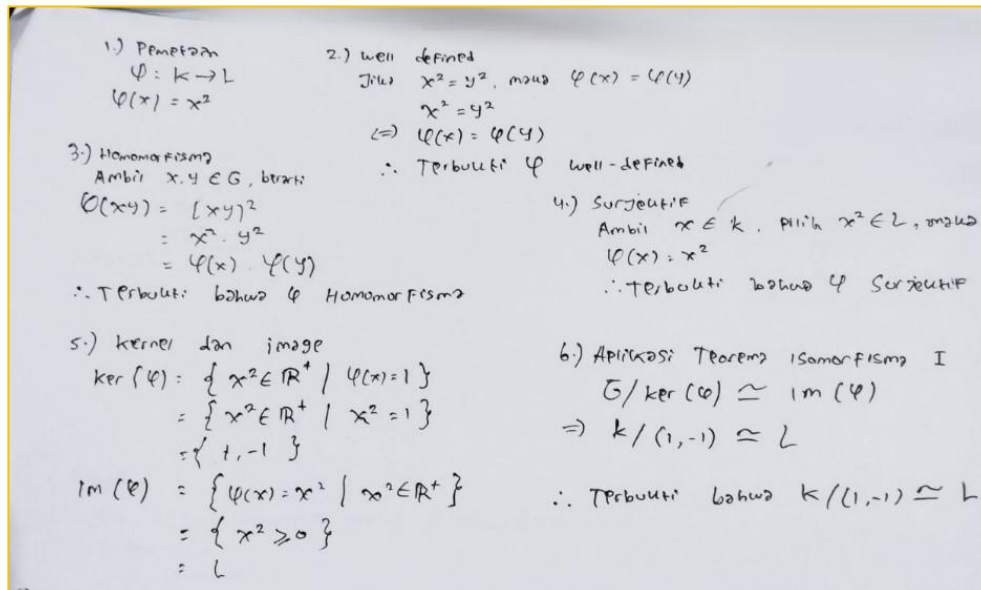 1.) Pemetaan
φ : K → L
φ(x) = x²
2.) well defined
Jika x² = y², maka φ(x) = φ(y)
x² = y²
(=) φ(x) = φ(y)
∴ Terbukti φ well-defined
3.) Homomorfisma
Ambil x, y ∈ G, berarti
φ(xy) = (xy)²
= x² . y²
= φ(x) . φ(y)
∴ Terbukti bahwa φ Homomorfisma
4.) Surjektif
Ambil x ∈ K, pilih x² ∈ L, maka
φ(x) = x²
∴ Terbukti bahwa φ Surjektif
5.) Kernel dan image
ker (φ) = { x² ∈ ℝ⁺ | φ(x) = 1 }
= { x² ∈ ℝ⁺ | x² = 1 }
= { 1, -1 }
Im (φ) = { φ(x) = x² | x² ∈ ℝ⁺ }
= { x² ⩾ 0 }
= L
6.) Aplikasi Teorema Isomorfisma I
G/ker (φ) ≃ Im (φ)
⇒ K/(1,-1) ≃ L
∴ Terbukti bahwa K/(1,-1) ≃ L